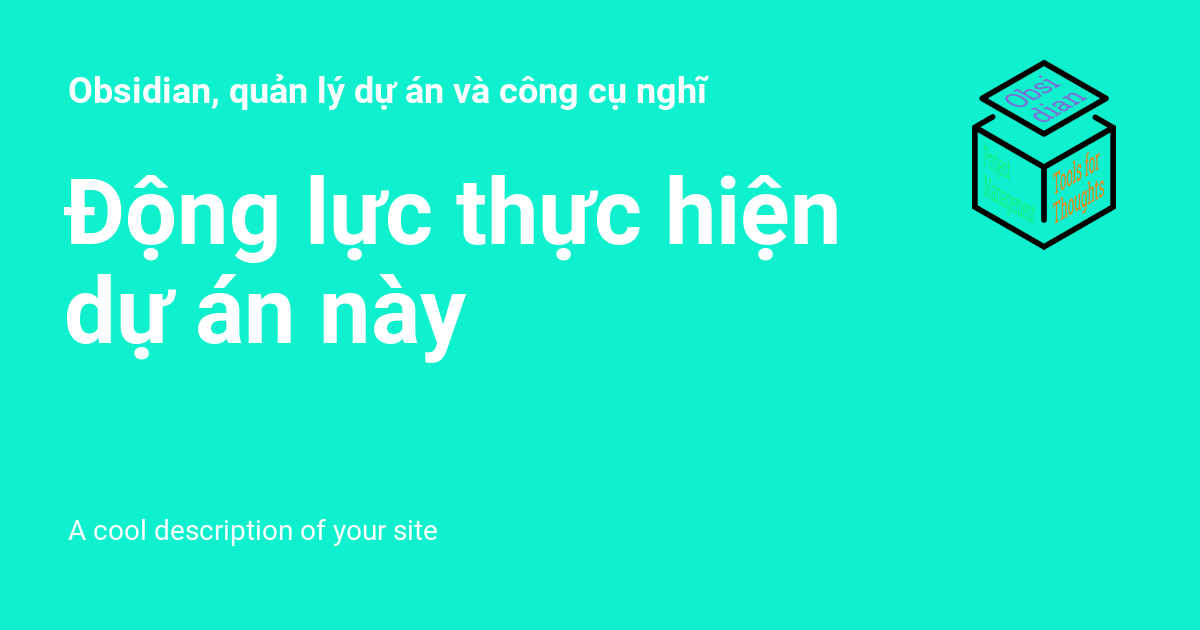 Obsidian, quản lý dự án và công cụ nghĩ
Động lực thực hiện
dự án này
A cool description of your site
Obsi
dian
Project
Management
Tools for
Thoughts